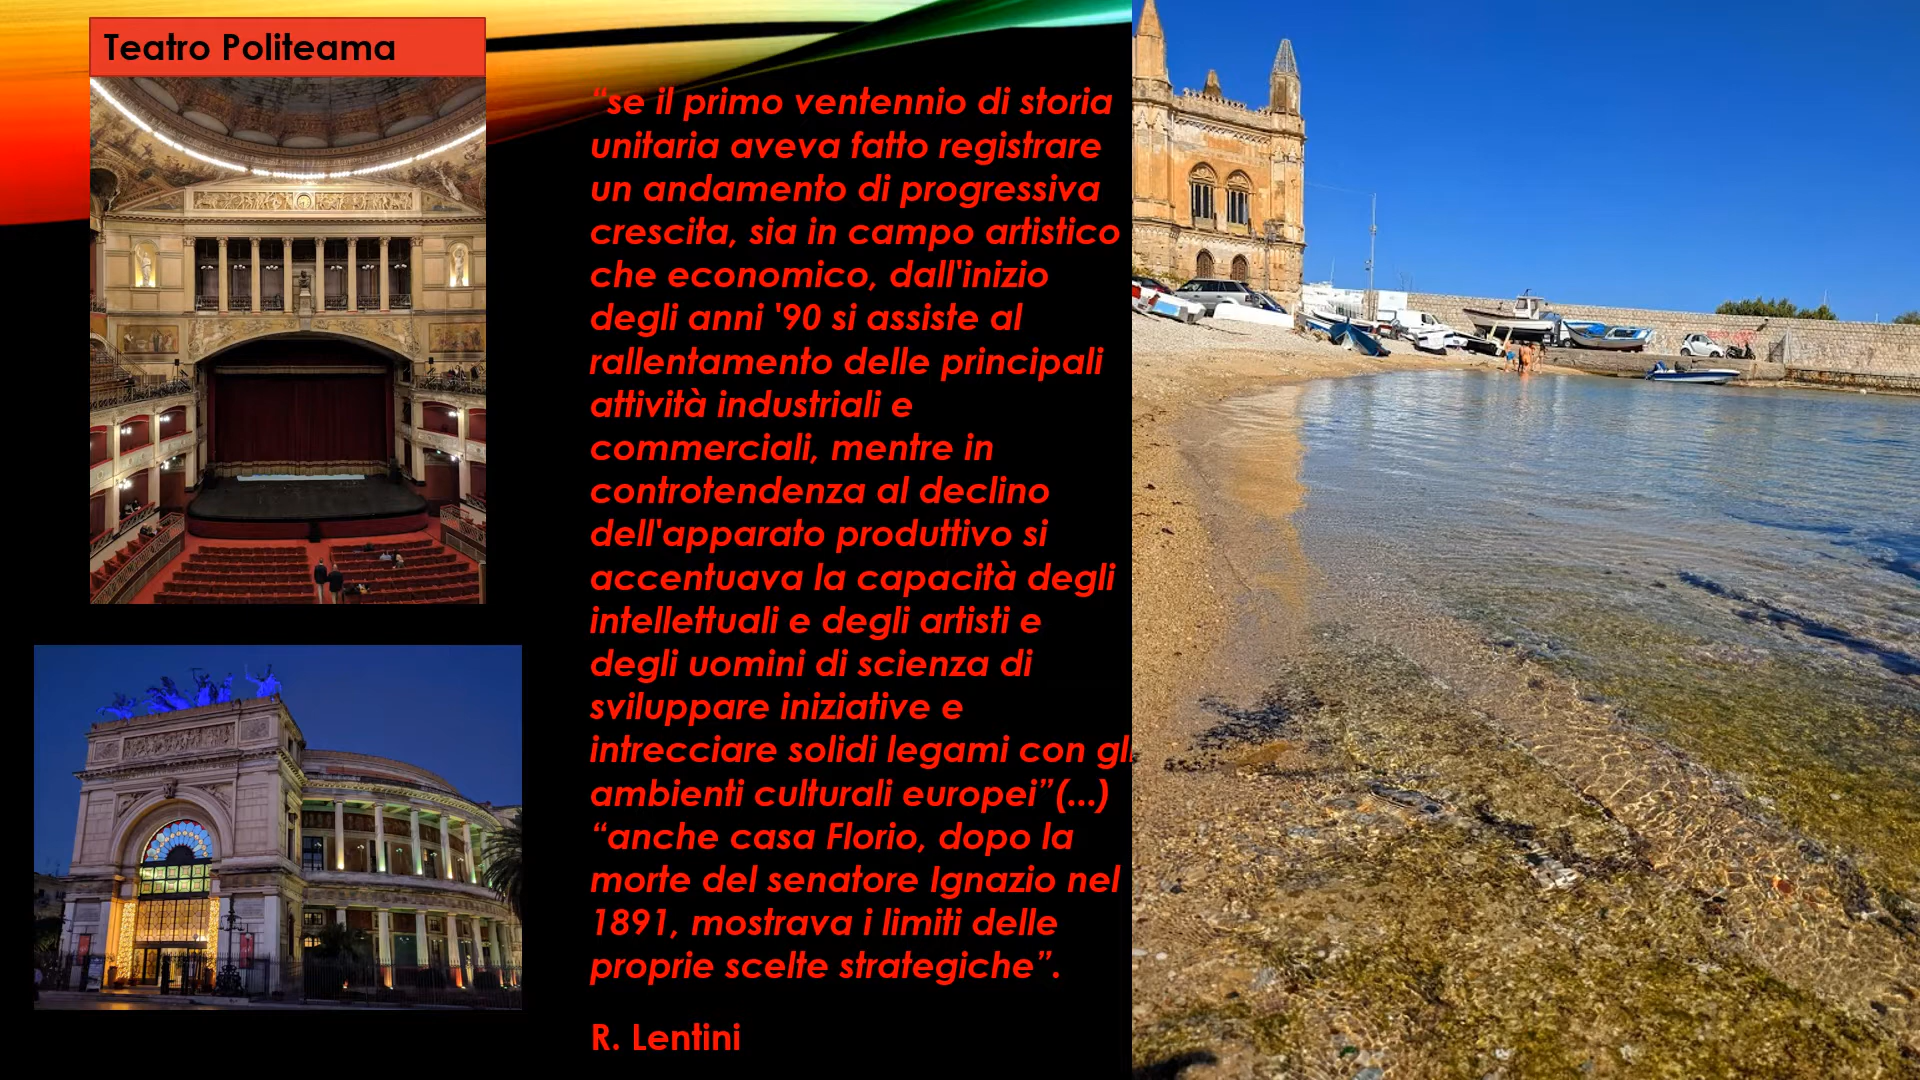 Teatro Politeama
“se il primo ventennio di storia
unitaria aveva fatto registrare
un andamento di progressiva
crescita, sia in campo artistico
che economico, dall'inizio
degli anni '90 si assiste al
rallentamento delle principali
attività industriali e
commerciali, mentre in
controtendenza al declino
dell'apparato produttivo si
accentuava la capacità degli
intellettuali e degli artisti e
degli uomini di scienza di
sviluppare iniziative e
intrecciare solidi legami con gli
ambienti culturali europei”(...)
“anche casa Florio, dopo la
morte del senatore Ignazio nel
1891, mostrava i limiti delle
proprie scelte strategiche”.
R. Lentini